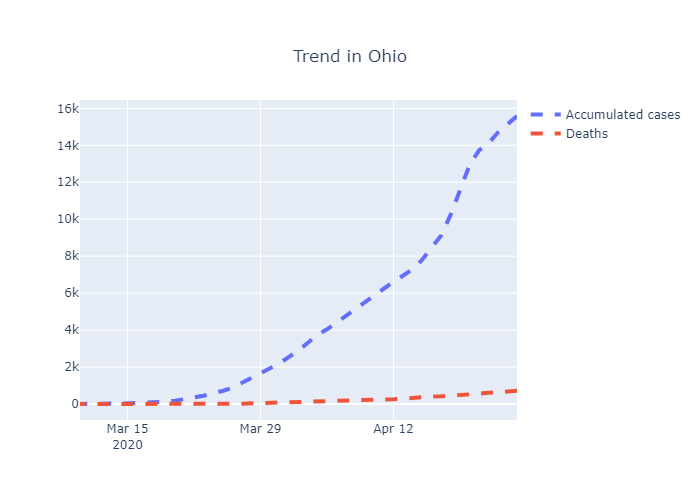 Trend in Ohio
16k
14k
12k
10k
8k
6k
4k
2k
0
Mar 15
2020
Mar 29
Apr 12
Accumulated cases
Deaths